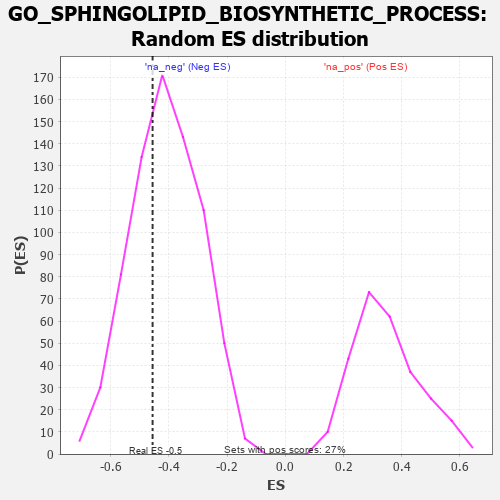 GO_SPHINGOLIPID_BIOSYNTHETIC_PROCESS:
Random ES distribution
'na_neg' (Neg ES) 'na_pos' (Pos ES)
170
160
150
140
130
120
110
100
90
80
70
60
50
40
30
20
10
0
P(ES)
Real ES -0.5 Sets with pos scores: 27%
-0.6 -0.4 -0.2 0.0 0.2 0.4 0.6
ES